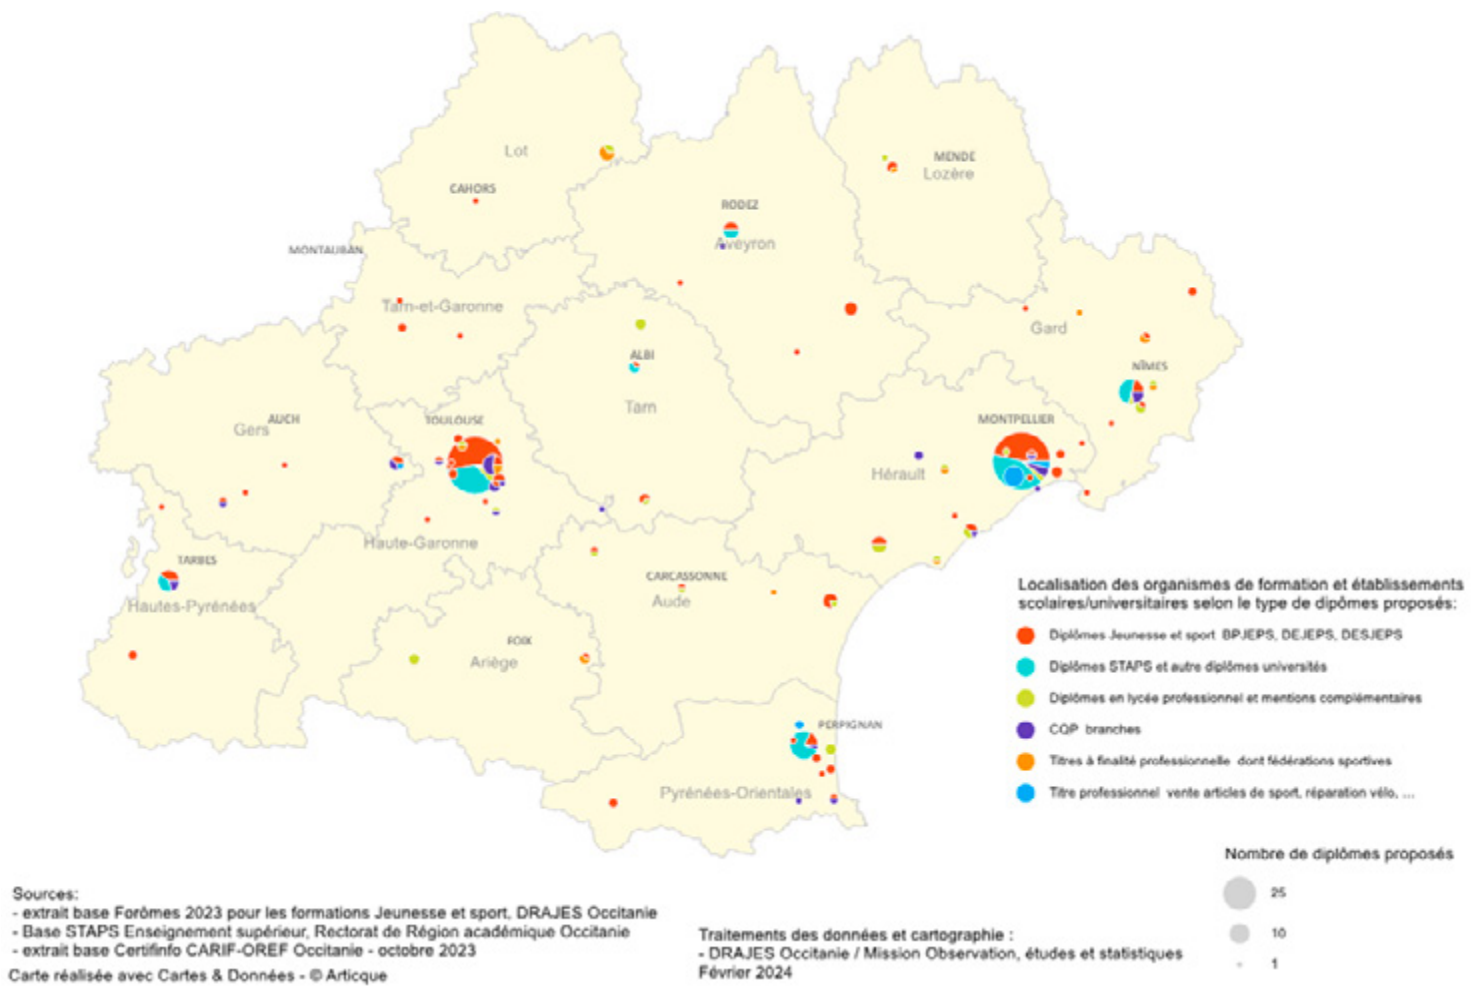 Lot
CAHORS
MENDE
Lozère
RODEZ
Aveyron
MONTAUBAN
Tarn-et-Garonne
Gard
NÎMES
ALBI
Tarn
AUCH
Gers
TOULOUSE
MONTPELLIER
Hérault
Haute-Garonne
TARBES
Hautes-Pyrénées
CARCASSONNE
Aude
FOIX
Ariège
PERPIGNAN
Pyrénées-Orientales
Localisation des organismes de formation et établissements
scolaires/universitaires selon le type de dipômes proposés:
Diplômes Jeunesse et sport BPJEPS, DEJEPS, DESJEPS
Diplômes STAPS et autre diplômes universités
Diplômes en lycée professionnel et mentions complémentaires
CQP branches
Titres à finalité professionnelle dont fédérations sportives
Titre professionnel vente articles de sport, réparation vélo, ...
Nombre de diplômes proposés
25
10
1
Sources:
- extrait base Forômes 2023 pour les formations Jeunesse et sport, DRAJES Occitanie
- Base STAPS Enseignement supérieur, Rectorat de Région académique Occitanie
- extrait base Certifinfo CARIF-OREF Occitanie - octobre 2023
Carte réalisée avec Cartes & Données - © Articque
Traitements des données et cartographie :
- DRAJES Occitanie / Mission Observation, études et statistiques
Février 2024